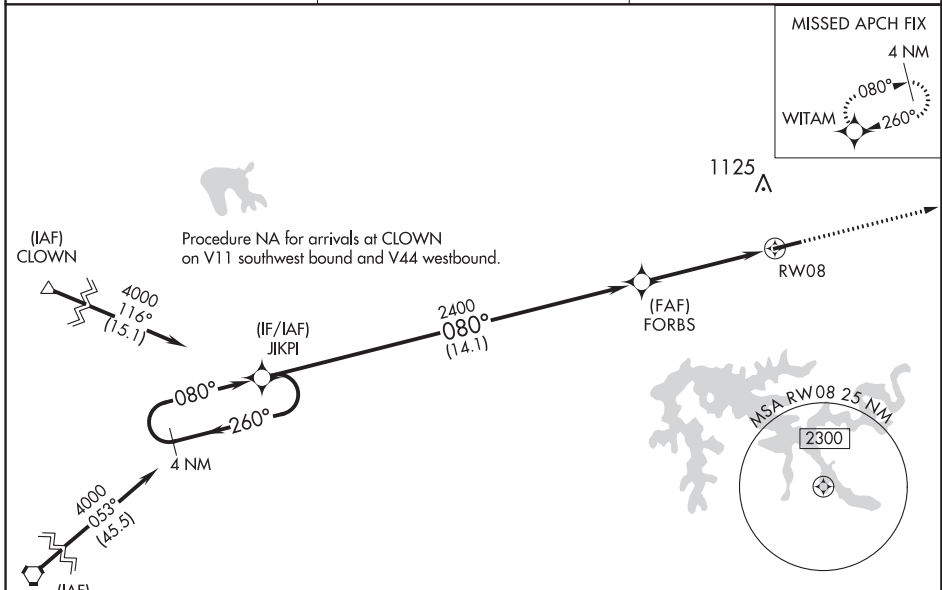 MISSED APCH FIX
4 NM
080°
260°
WITAM
1125
(IAF)
CLOWN
Procedure NA for arrivals at CLOWN
on V11 southwest bound and V44 westbound.
RW08
4000
116°
(15.1)
(FAF)
FORBS
2400
080°
(14.1)
(IF/IAF)
JIKPI
080°
260°
4 NM
MSA RW08 25 NM
2300
4000
053°
(45.5)
(IAF)